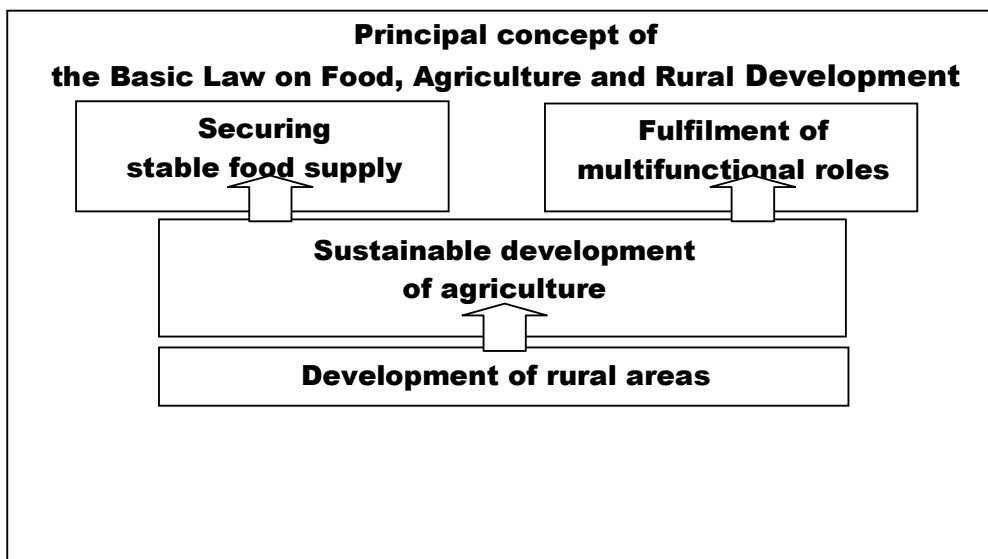 Principal concept of
the Basic Law on Food, Agriculture and Rural Development
Securing
stable food supply
Fulfilment of
multifunctional roles
Sustainable development
of agriculture
Development of rural areas